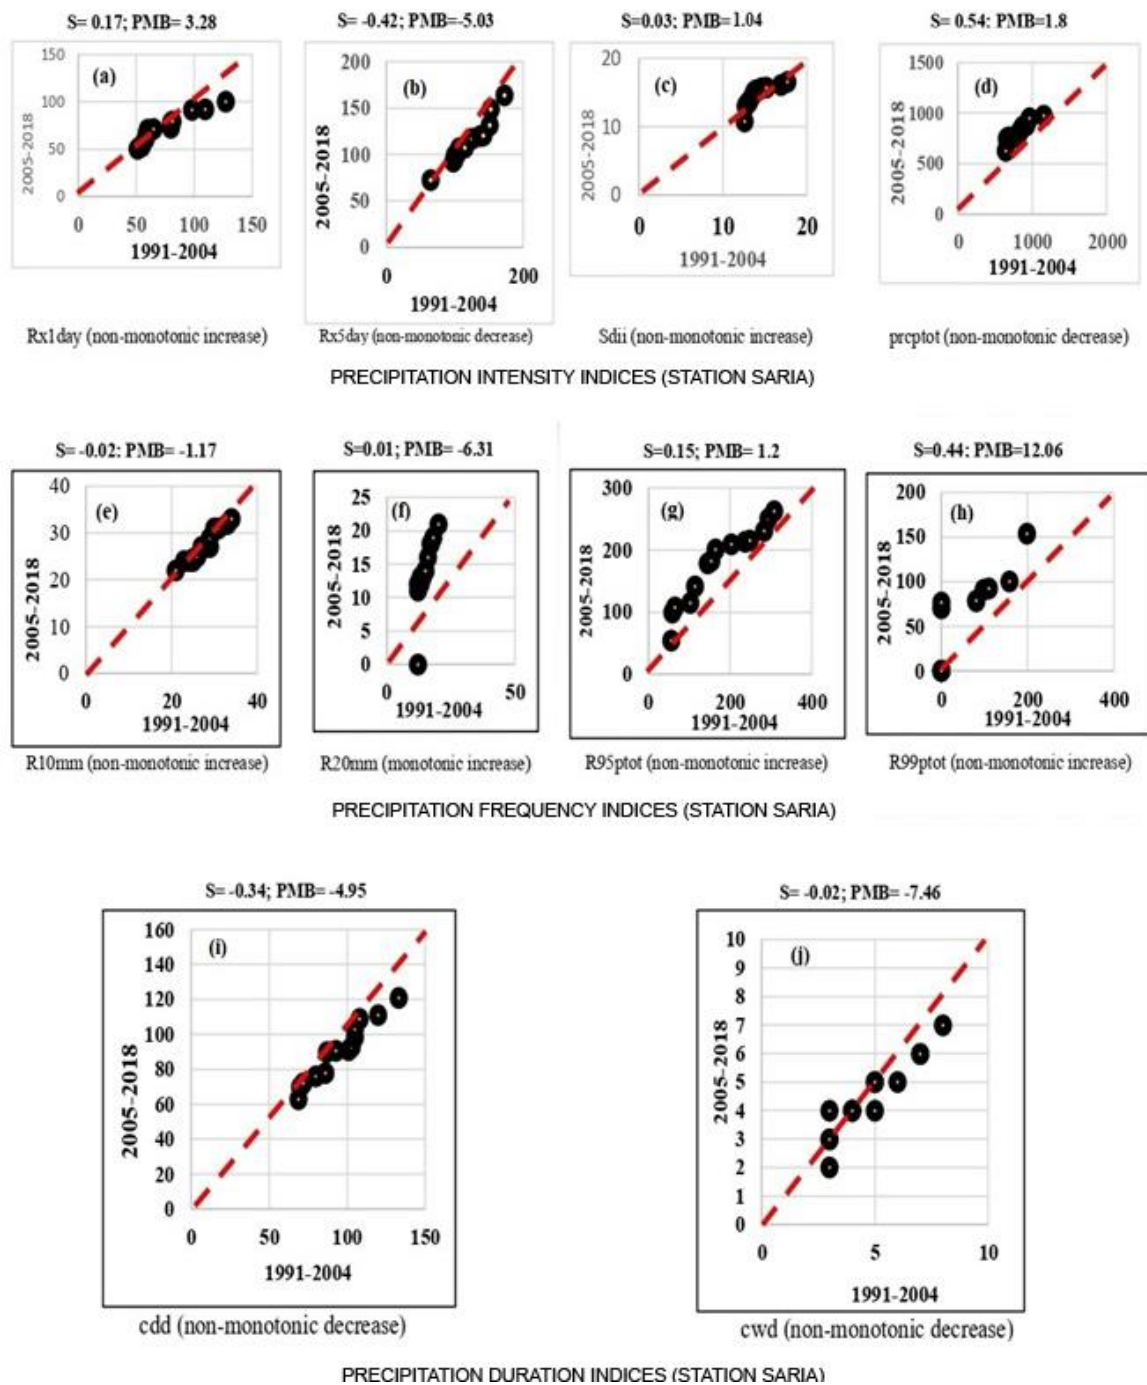 S= 0.17; PMB= 3.28
S= -0.42; PMB=-5.03
S=0.03; PMB=1.04
S= 0.54: PMB=1.8
(a)
150
100
50
0
2005-2018
0 50 100 150
1991-2004
(b)
200
150
100
50
0
2005-2018
0 200
1991-2004
(c)
20
10
0
2005-2018
0 10 20
1991-2004
(d)
1500
1000
500
0
2005-2018
0 1000 2000
1991-2004
Rx1day (non-monotonic increase)
Rx5day (non-monotonic decrease)
Sdii (non-monotonic increase)
prcptot (non-monotonic decrease)
PRECIPITATION INTENSITY INDICES (STATION SARIA)
S= -0.02: PMB= -1.17
S=0.01; PMB= -6.31
S=0.15; PMB= 1.2
S=0.44; PMB=12.06
(e)
40
30
20
10
0
2005-2018
0 20 40
1991-2004
(f)
25
20
15
10
5
0
2005-2018
0 50
1991-2004
(g)
300
200
100
0
2005-2018
0 200 400
1991-2004
(h)
200
150
100
50
0
2005-2018
0 200 400
1991-2004
R10mm (non-monotonic increase)
R20mm (monotonic increase)
R95ptot (non-monotonic increase)
R99ptot (non-monotonic increase)
PRECIPITATION FREQUENCY INDICES (STATION SARIA)
S= -0.34; PMB= -4.95
S= -0.02; PMB= -7.46
(i)
160
140
120
100
80
60
40
20
0
2005-2018
0 50 100 150
1991-2004
(j)
10
9
8
7
6
5
4
3
2
1
0
2005-2018
0 5 10
1991-2004
cdd (non-monotonic decrease)
cwd (non-monotonic decrease)
PRECIPITATION DURATION INDICES (STATION SARIA)